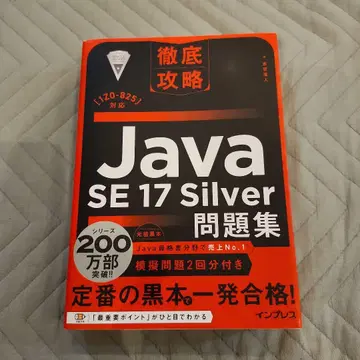 徹底
攻略
[1Z0-825]
対応
Java
SE 17 Silver
問題集
シリーズ
200
万部
突破!!
元祖黒本
Java資格書分野で売上No.1
模擬問題2回分付き
定番の黒本で一発合格!
「最重要ポイント」がひと目でわかる
インプレス